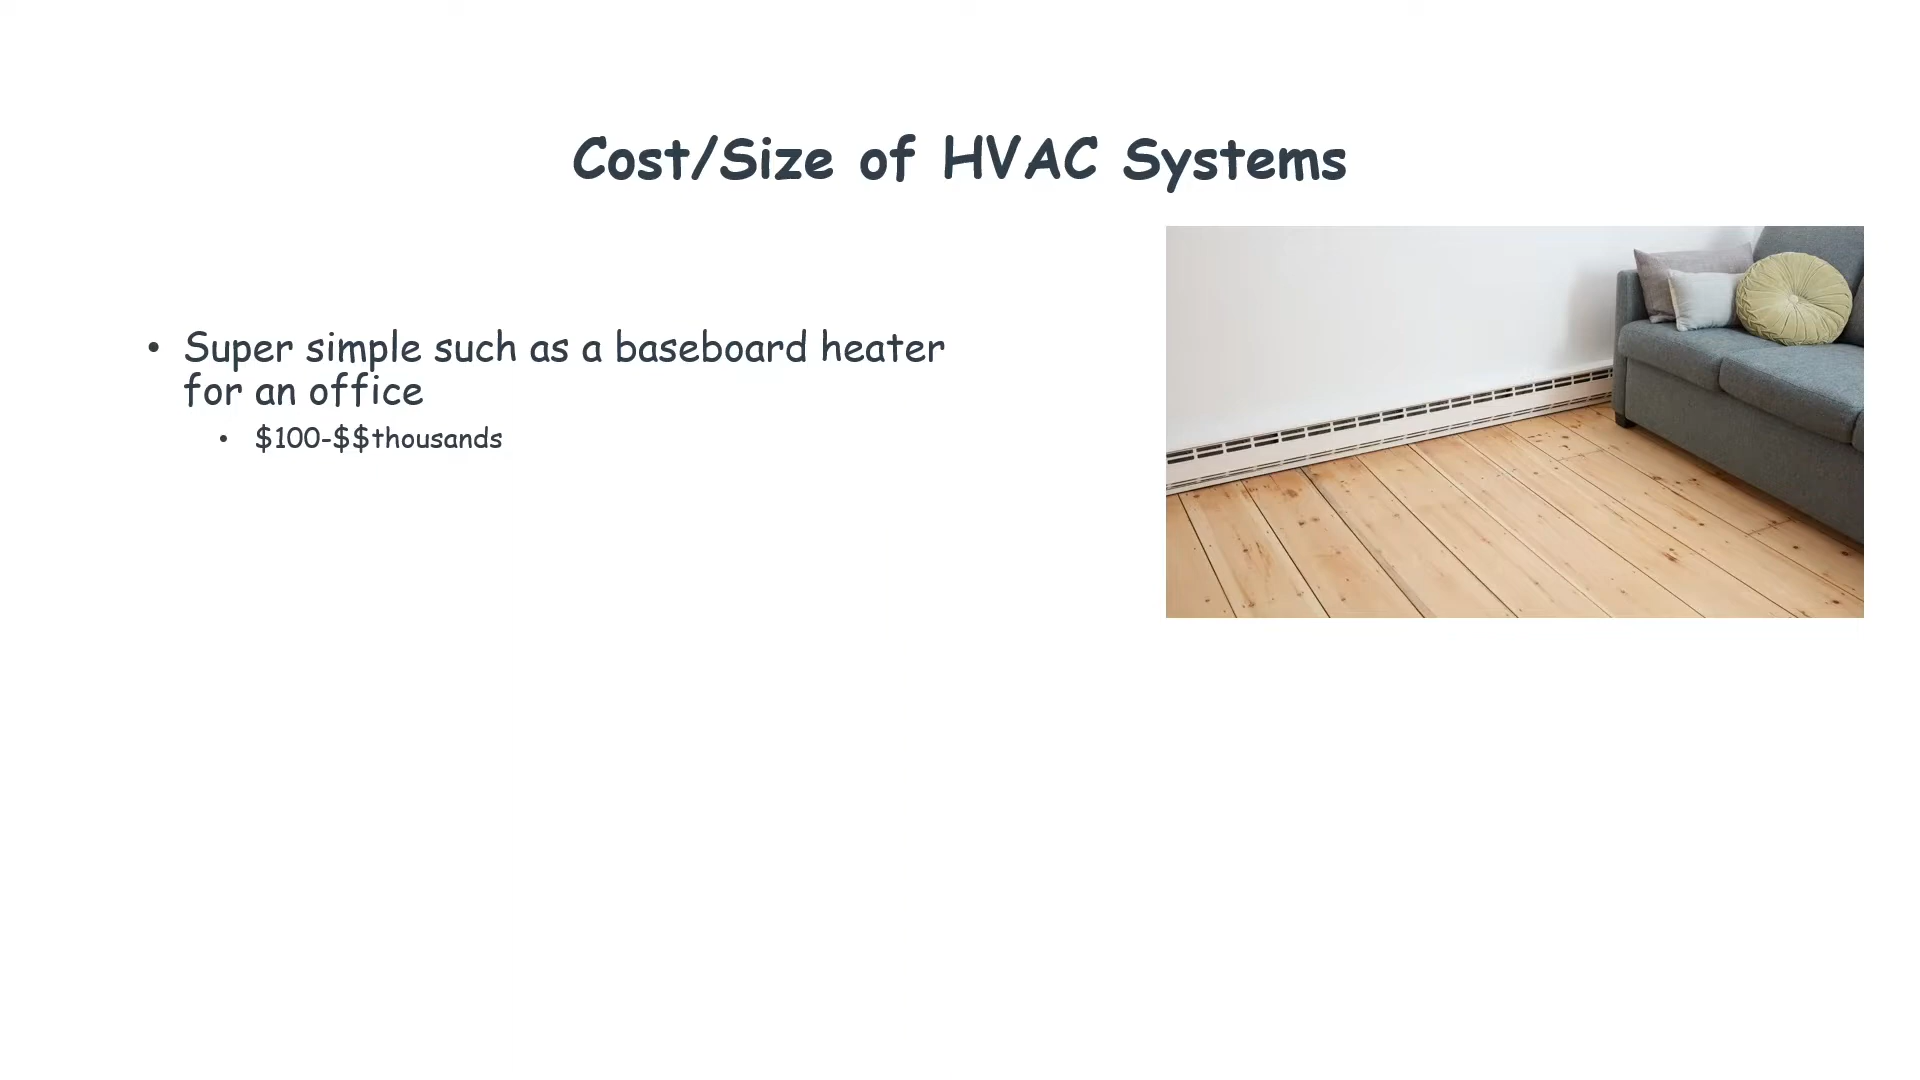 Cost/Size of HVAC Systems
• Super simple such as a baseboard heater
for an office
• $100-$$thousands